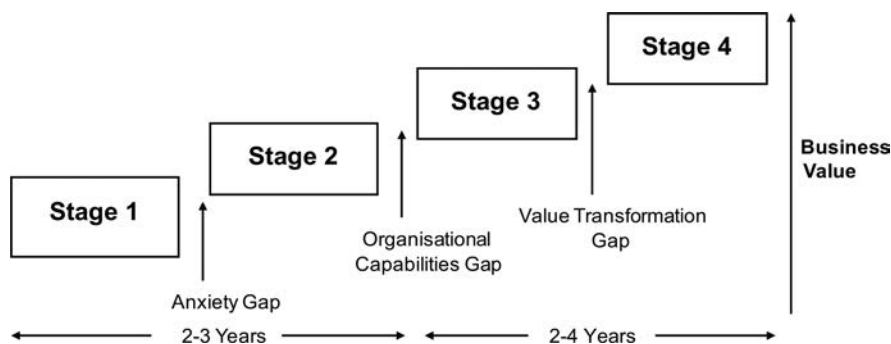 Stage 4
Stage 3
Stage 2
Business
Value
Stage 1
Value Transformation
Gap
Organisational
Capabilities Gap
Anxiety Gap
2-3 Years
2-4 Years